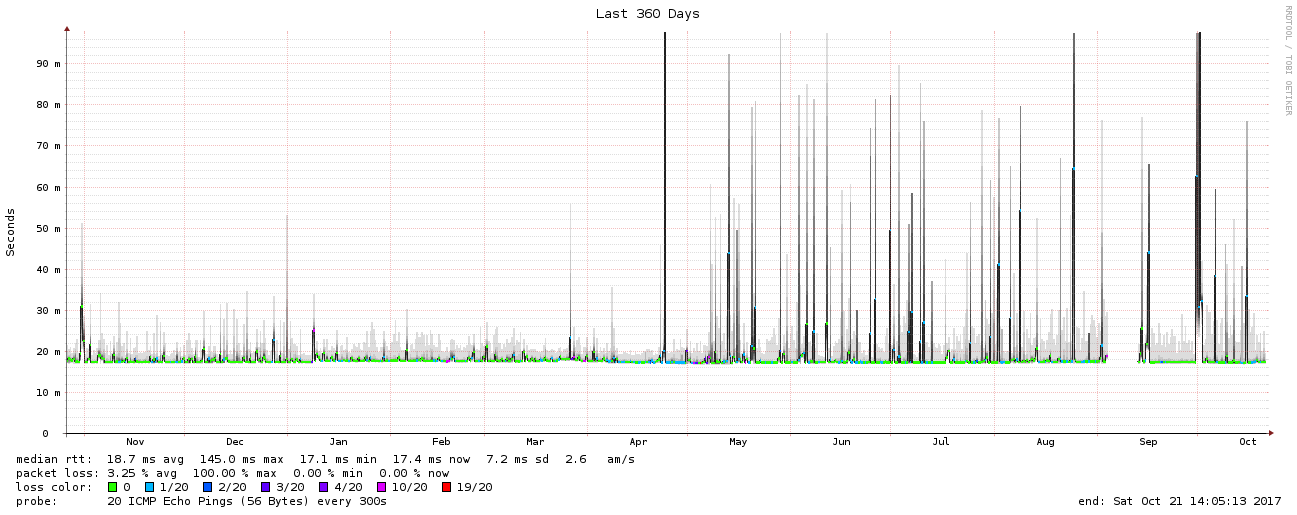 Last 360 Days
RRDTOOL / TOBI OETIKER
Seconds
90 m
80 m
70 m
60 m
50 m
40 m
30 m
20 m
10 m
0
Nov Dec Jan Feb Mar Apr May Jun Jul Aug Sep Oct
median rtt: 18.7 ms avg 145.0 ms max 17.1 ms min 17.4 ms now 7.2 ms sd 2.6 am/s
packet loss: 3.25 % avg 100.00 % max 0.00 % min 0.00 % now
loss color: 0 1/20 2/20 3/20 4/20 10/20 19/20
probe: 20 ICMP Echo Pings (56 Bytes) every 300s end: Sat Oct 21 14:05:13 2017